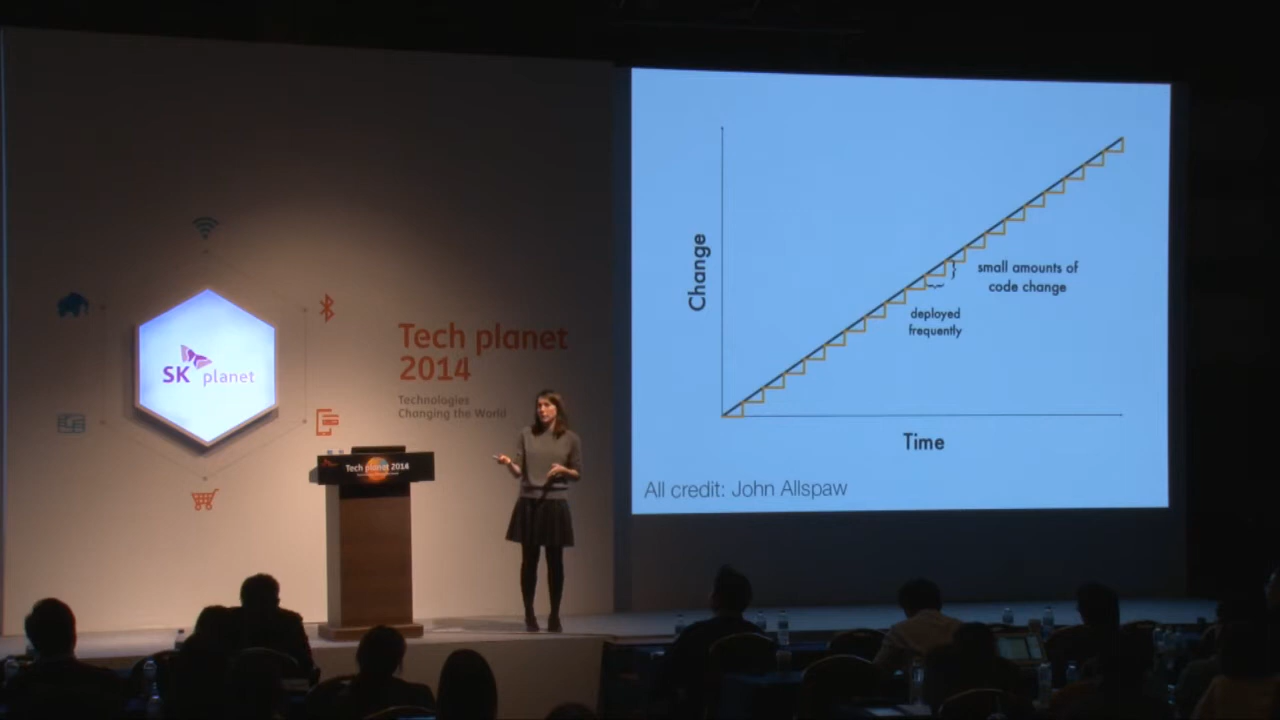 SK planet
Tech planet
2014
Technologies
Changing the World
Tech planet 2014
Change
small amounts of
code change
deployed
frequently
Time
All credit: John Allspaw